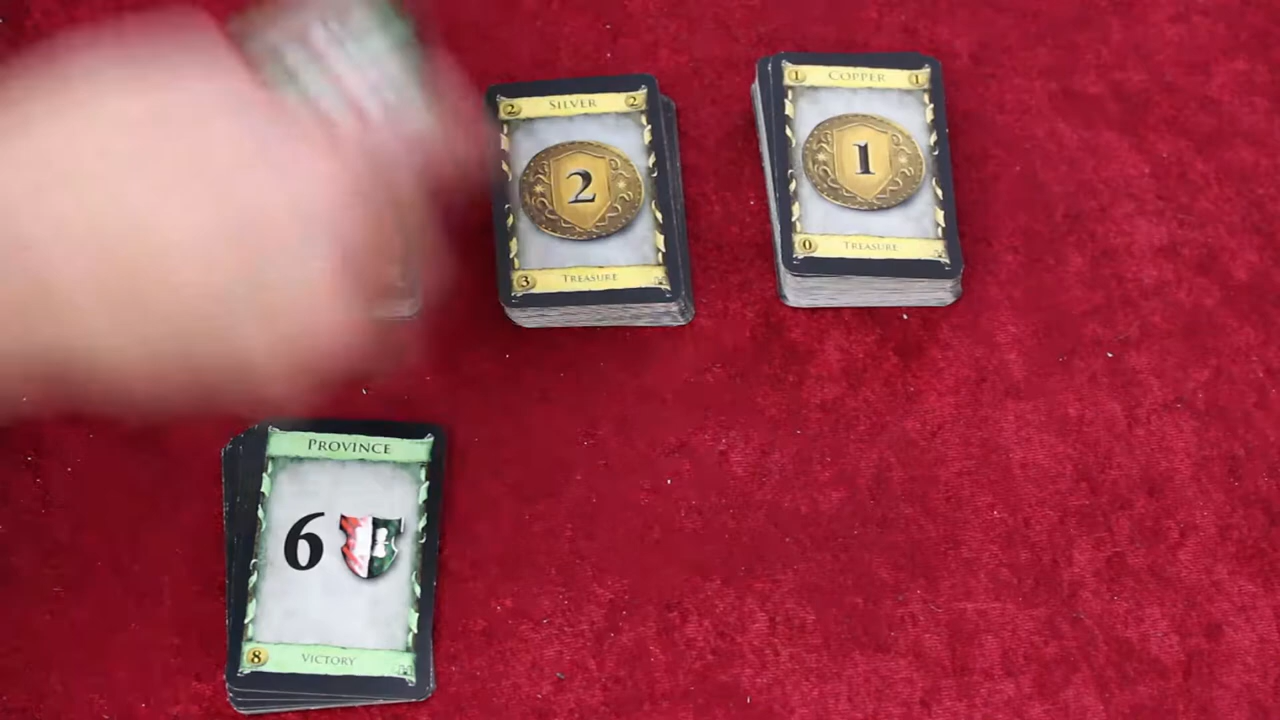 2 SILVER 2
2
3 TREASURE
1 COPPER 1
1
0 TREASURE
PROVINCE
6
8 VICTORY